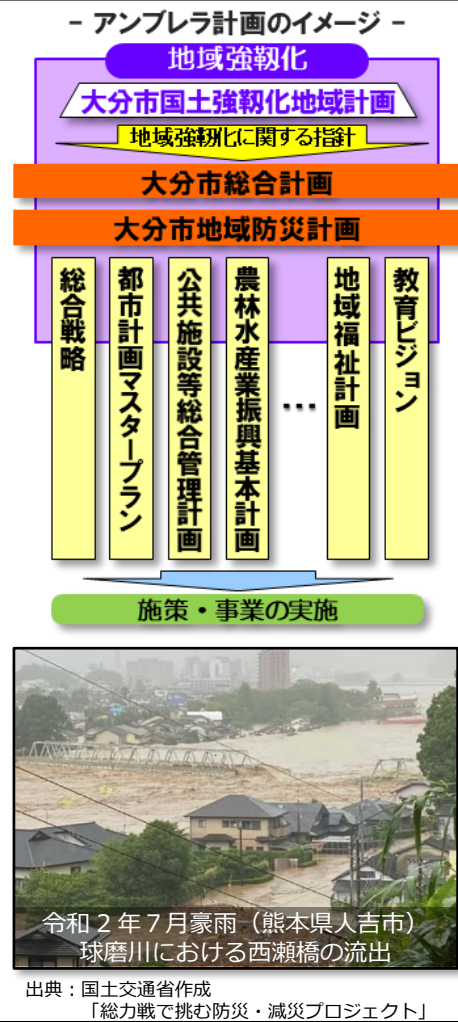 - アンブレラ計画のイメージ -
地域強靱化
大分市国土強靱化地域計画
地域強靱化に関する指針
大分市総合計画
大分市地域防災計画
総合戦略
都市計画マスタープラン
公共施設等総合管理計画
農林水産業振興基本計画
…
地域福祉計画
教育ビジョン
施策・事業の実施
令和２年７月豪雨（熊本県人吉市）
球磨川における西瀬橋の流出
出典：国土交通省作成
「総力戦で挑む防災・減災プロジェクト」